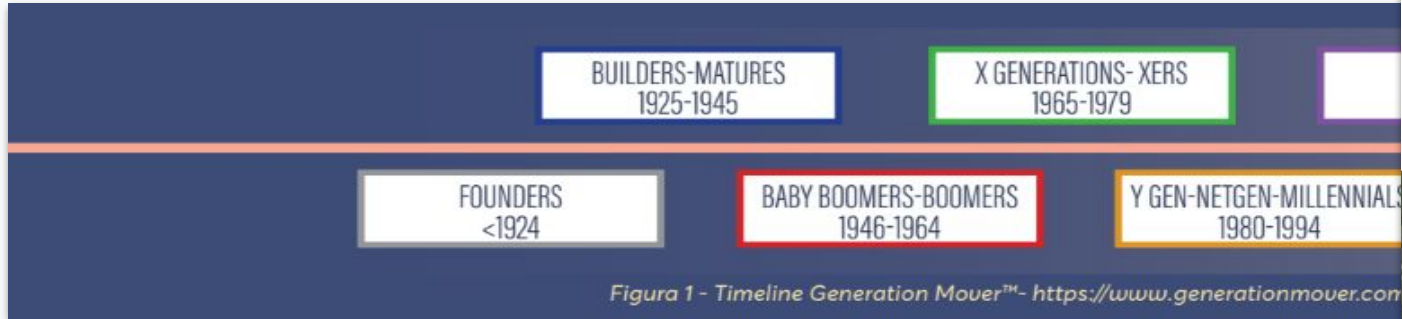 BUILDERS-MATURES
1925-1945
X GENERATIONS- XERS
1965-1979
FOUNDERS
<1924
BABY BOOMERS-BOOMERS
1946-1964
Y GEN-NETGEN-MILLENNIALS
1980-1994
Figura 1 - Timeline Generation Mover™- https://www.generationmover.com